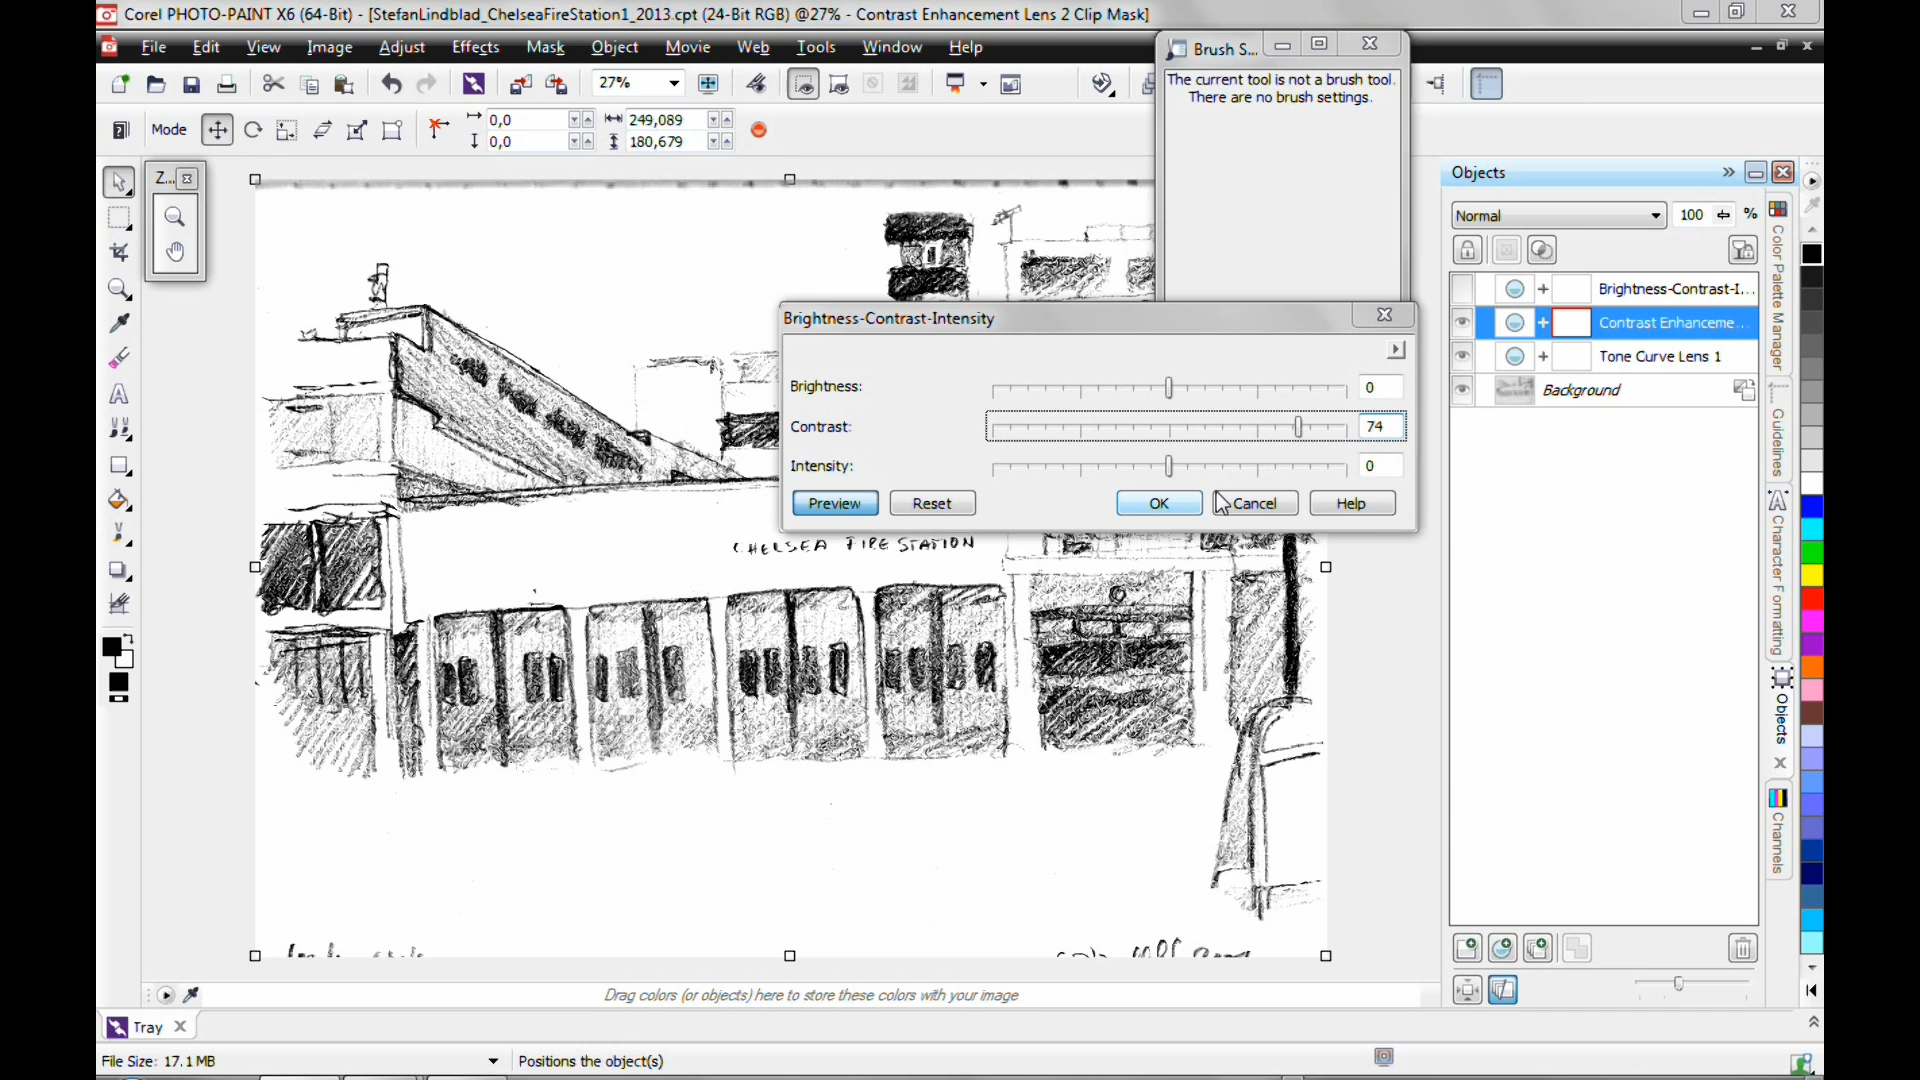 Corel PHOTO-PAINT X6 (64-Bit) - [StefanLindblad_ChelseaFireStation1_2013.cpt (24-Bit RGB) @27% - Contrast Enhancement Lens 2 Clip Mask]
File Edit View Image Adjust Effects Mask Object Movie Web Tools Window Help
Brush S...
The current tool is not a brush tool.
There are no brush settings.
27%
Mode
0,0
249,089
0,0
180,679
Z...
Objects
Normal
100 %
Brightness-Contrast-I...
Contrast Enhanceme...
Tone Curve Lens 1
Background
Brightness-Contrast-Intensity
Brightness: 0
Contrast: 74
Intensity: 0
Preview Reset OK Cancel Help
CHELSEA FIRE STATION
Color Palette Manager
Guidelines
Character Formatting
Objects
Channels
Drag colors (or objects) here to store these colors with your image
Tray
File Size: 17.1 MB
Positions the object(s)